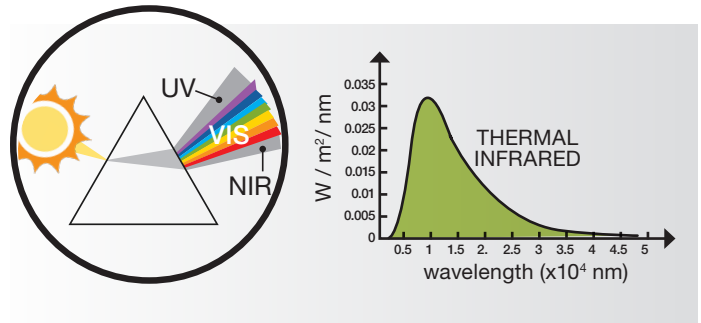 UV
VIS
NIR
W / m²/ nm
0.035
0.03
0.025
0.02
0.015
0.01
0.005
0
THERMAL
INFRARED
0.5 1 1.5 2. 2.5 3 3.5 4 4.5 5
wavelength (x10⁴ nm)